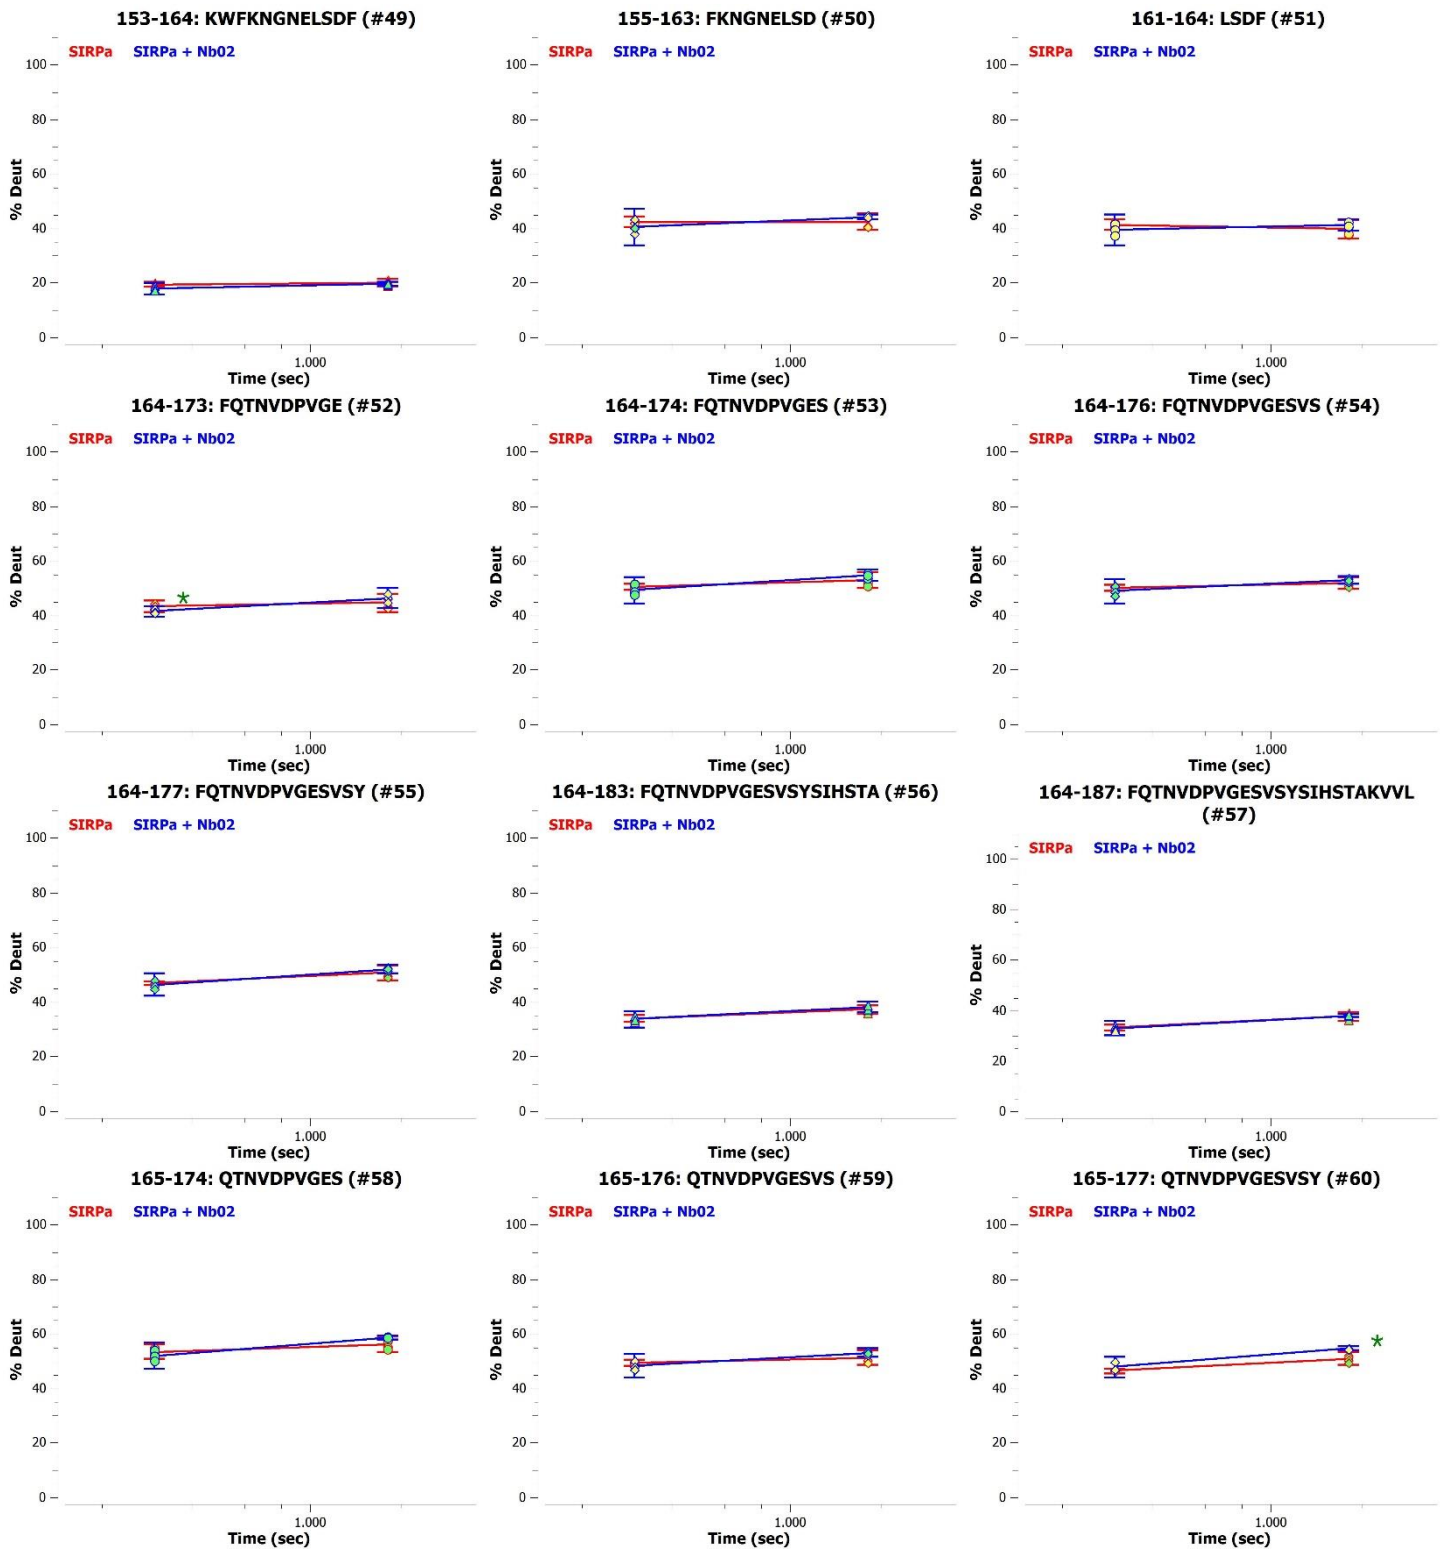 153-164: KWFKNGNELSDF (#49)
SIRPa SIRPa + Nb02
% Deut
100
80
60
40
20
0
1.000
Time (sec)
155-163: FKNGNELSD (#50)
SIRPa SIRPa + Nb02
% Deut
100
80
60
40
20
0
1.000
Time (sec)
161-164: LSDF (#51)
SIRPa SIRPa + Nb02
% Deut
100
80
60
40
20
0
1.000
Time (sec)
164-173: FQTNVDPVGE (#52)
SIRPa SIRPa + Nb02
% Deut
100
80
60
40
20
0
*
1.000
Time (sec)
164-174: FQTNVDPVGES (#53)
SIRPa SIRPa + Nb02
% Deut
100
80
60
40
20
0
1.000
Time (sec)
164-176: FQTNVDPVGESVS (#54)
SIRPa SIRPa + Nb02
% Deut
100
80
60
40
20
0
1.000
Time (sec)
164-177: FQTNVDPVGESVSY (#55)
SIRPa SIRPa + Nb02
% Deut
100
80
60
40
20
0
1.000
Time (sec)
164-183: FQTNVDPVGESVSYSIHSTA (#56)
SIRPa SIRPa + Nb02
% Deut
100
80
60
40
20
0
1.000
Time (sec)
164-187: FQTNVDPVGESVSYSIHSTAKVVL
(#57)
SIRPa SIRPa + Nb02
% Deut
100
80
60
40
20
0
1.000
Time (sec)
165-174: QTNVDPVGES (#58)
SIRPa SIRPa + Nb02
% Deut
100
80
60
40
20
0
1.000
Time (sec)
165-176: QTNVDPVGESVS (#59)
SIRPa SIRPa + Nb02
% Deut
100
80
60
40
20
0
1.000
Time (sec)
165-177: QTNVDPVGESVSY (#60)
SIRPa SIRPa + Nb02
% Deut
100
80
60
40
20
0
*
1.000
Time (sec)